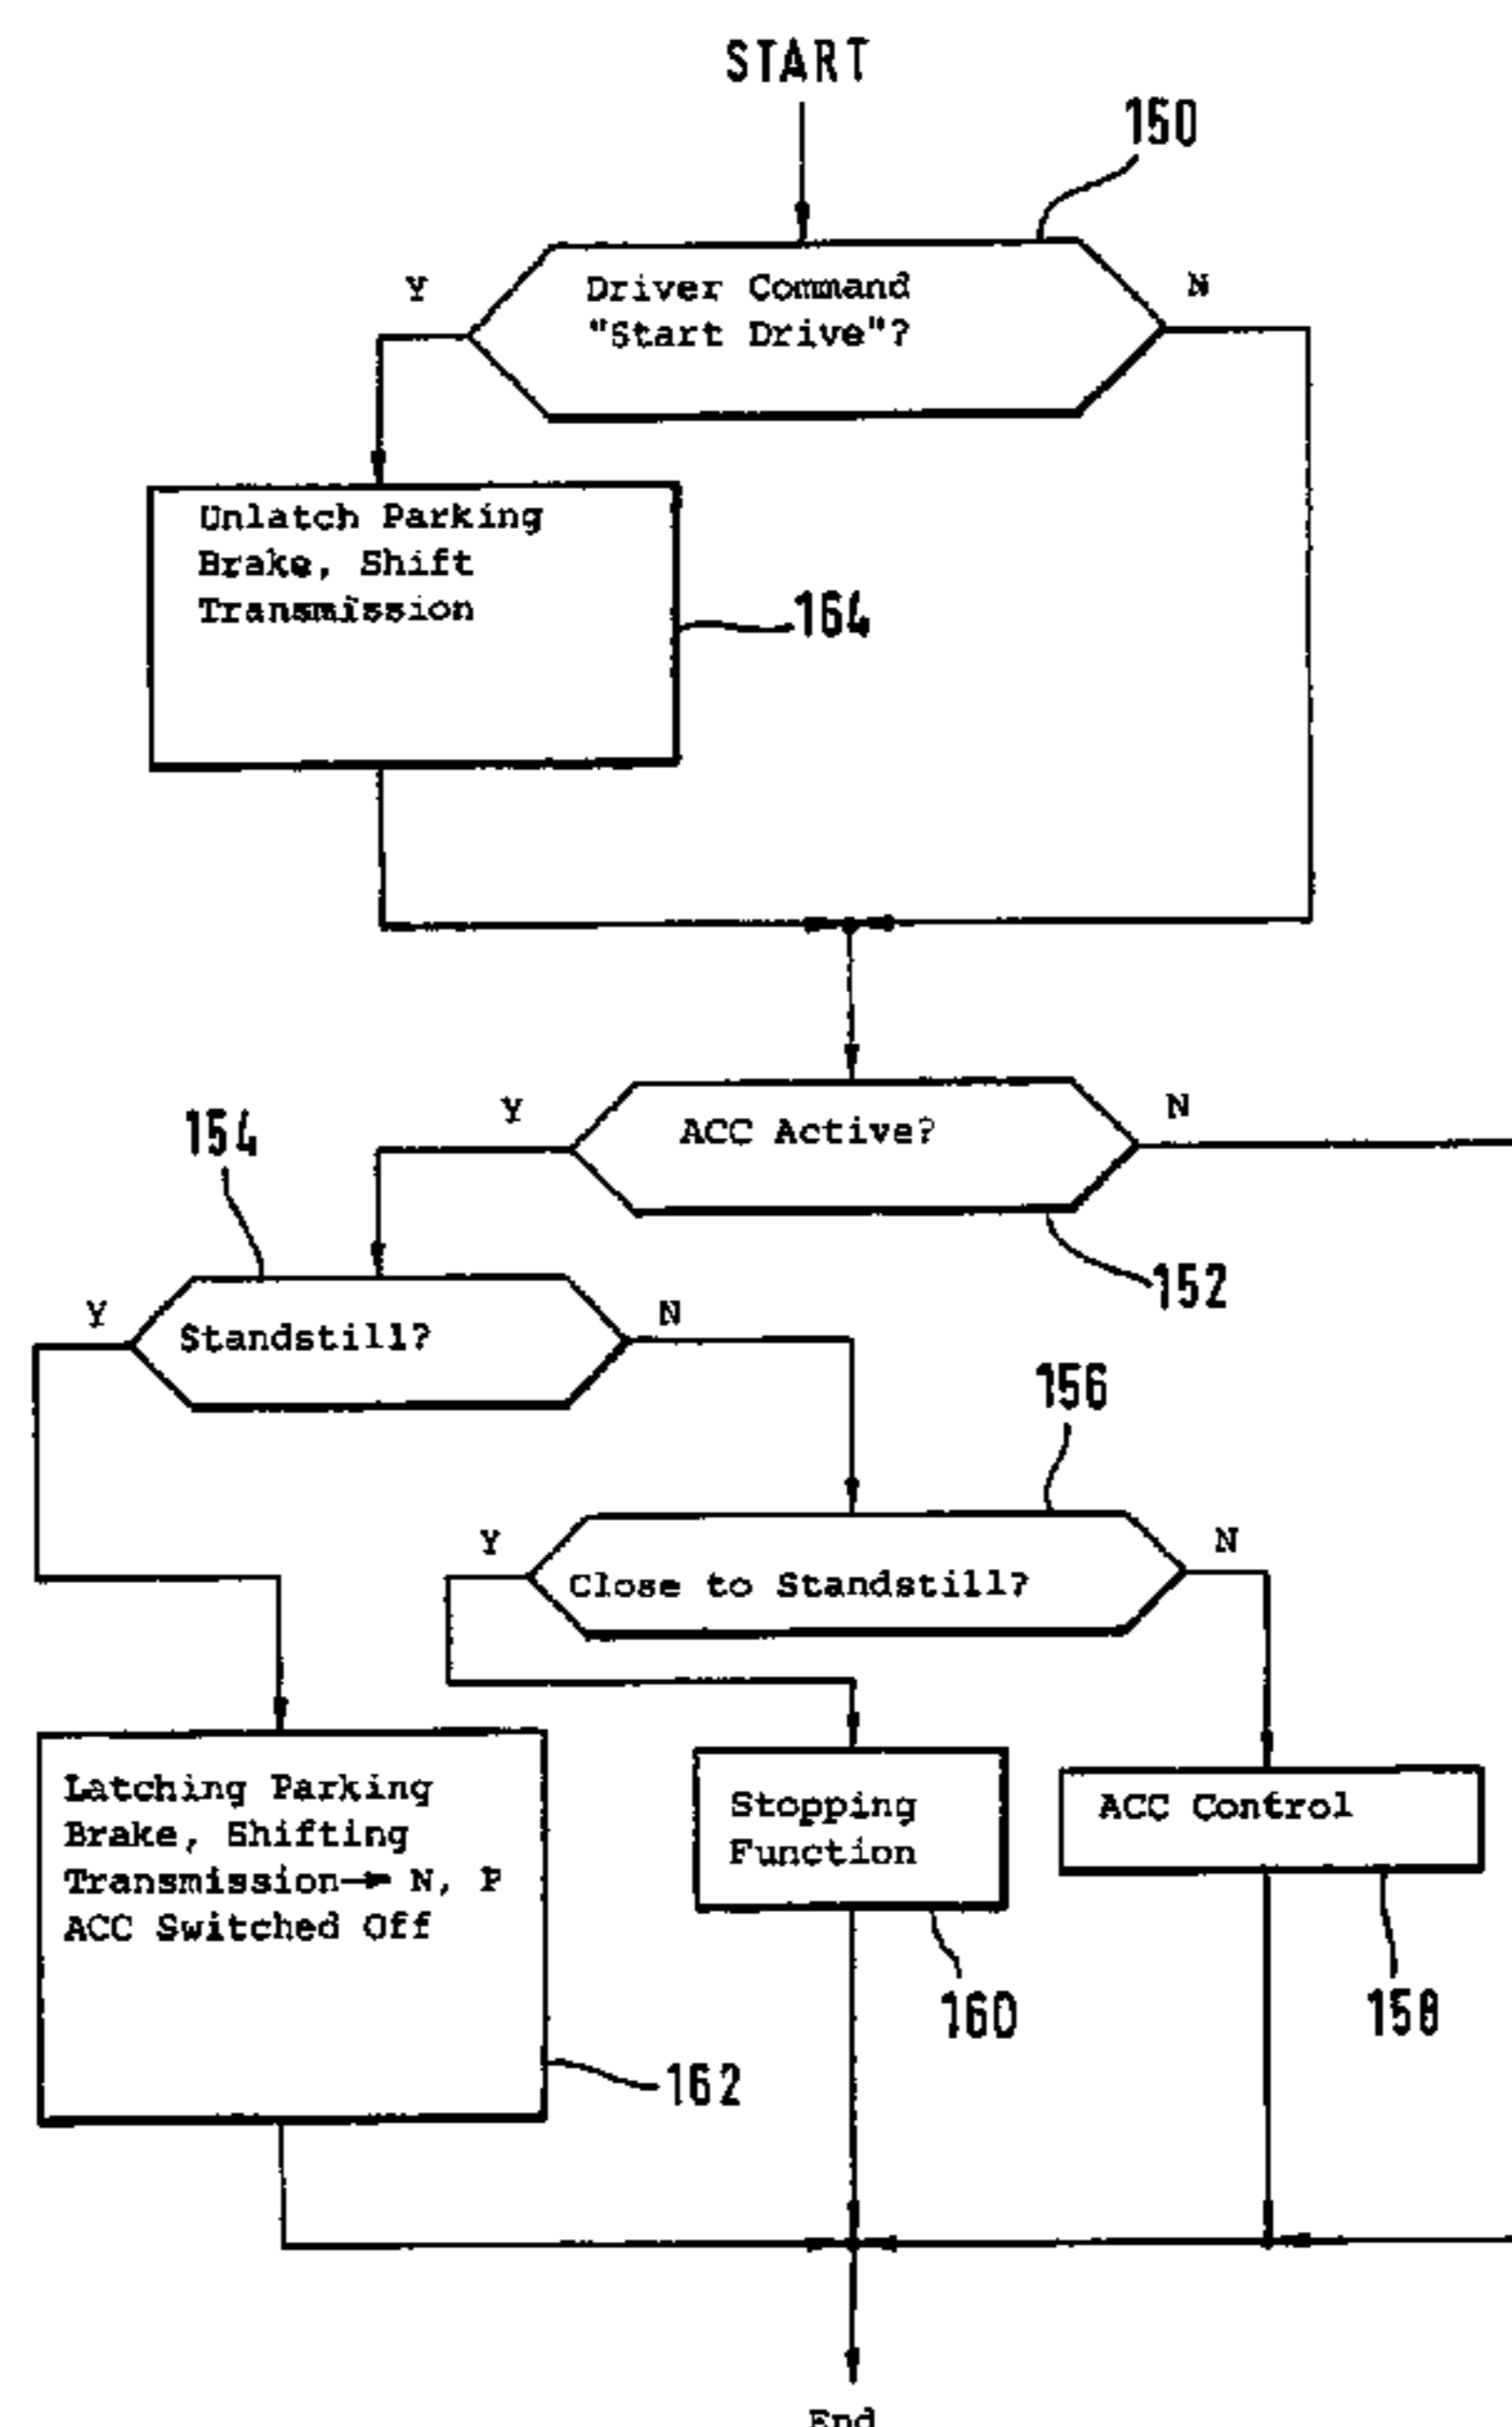 START
150
Y
Driver Command
"Start Drive"?
N
Unlatch Parking
Brake, Shift
Transmission
164
154
Y
ACC Active?
N
152
Y
Standstill?
N
156
Y
Close to Standstill?
N
Latching Parking
Brake, Shifting
Transmission→ N, P
ACC Switched Off
Stopping
Function
ACC Control
160
158
162
End